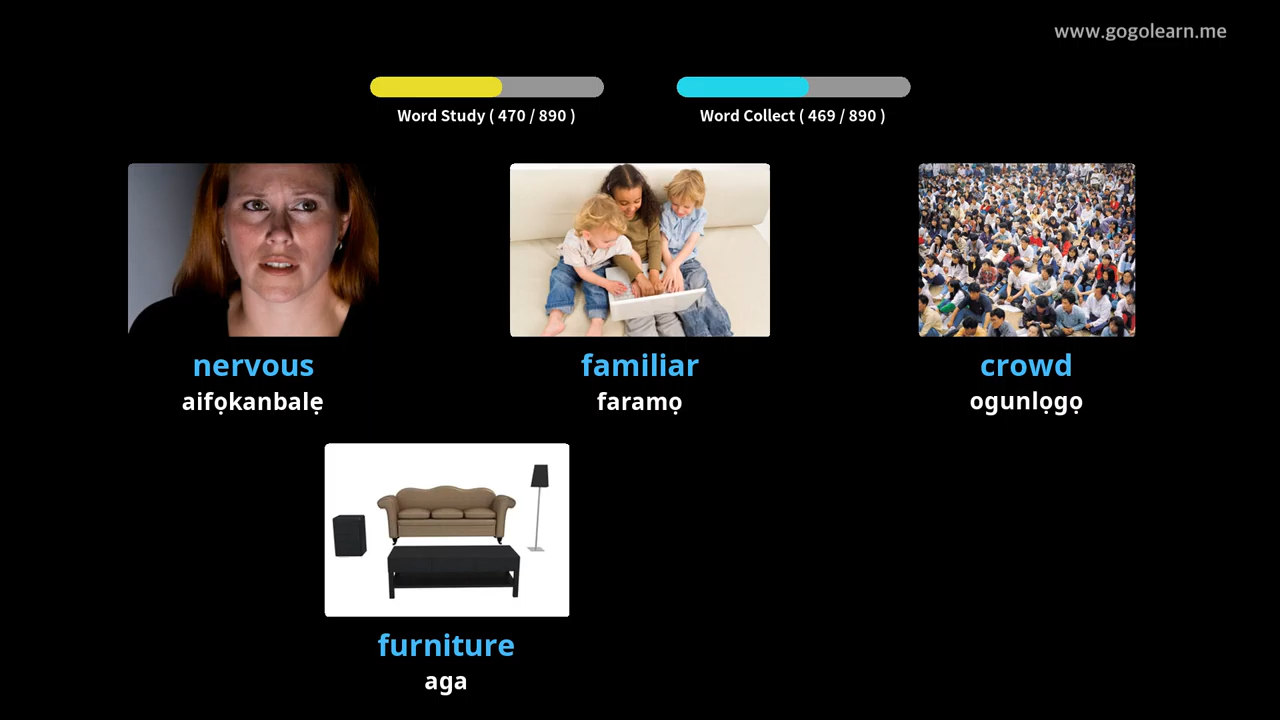 www.gogolearn.me
Word Study ( 470 / 890 )
Word Collect ( 469 / 890 )
nervous
aifọkanbalẹ
familiar
faramọ
crowd
ogunlọgọ
furniture
aga